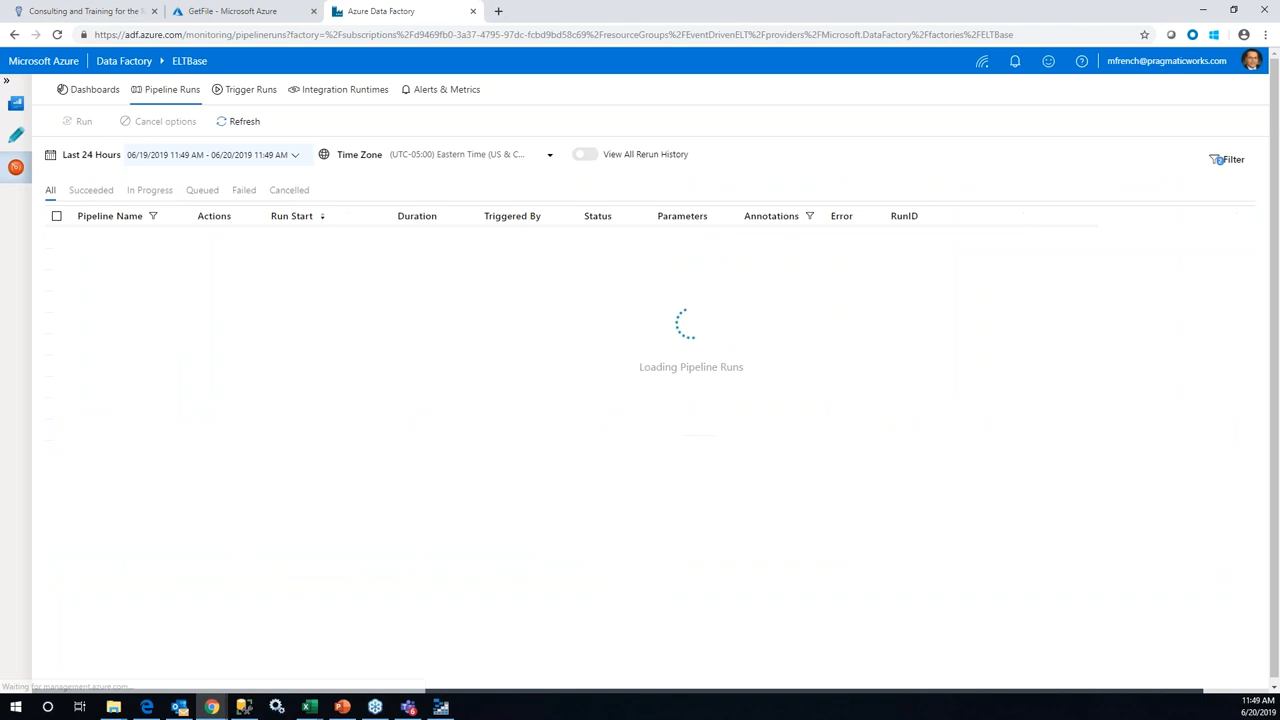 Consulting and Training for the
GetFile - Microsoft Azure
Azure Data Factory
https://adf.azure.com/monitoring/pipelineruns?factory=%2Fsubscriptions%2Fd9469fb0-3a37-4795-97dc-fcbd9bd58c69%2FresourceGroups%2FEventDrivenELT%2Fproviders%2FMicrosoft.DataFactory%2Ffactories%2FELTBase
Microsoft Azure
Data Factory
ELTBase
mfrench@pragmaticworks.com
»
Dashboards
Pipeline Runs
Trigger Runs
Integration Runtimes
Alerts & Metrics
Run
Cancel options
Refresh
Last 24 Hours 06/19/2019 11:49 AM - 06/20/2019 11:49 AM
Time Zone (UTC-05:00) Eastern Time (US & C...
View All Rerun History
Filter
All
Succeeded
In Progress
Queued
Failed
Cancelled
Pipeline Name
Actions
Run Start
Duration
Triggered By
Status
Parameters
Annotations
Error
RunID
Loading Pipeline Runs
Waiting for management.azure.com...
11:49 AM
6/20/2019